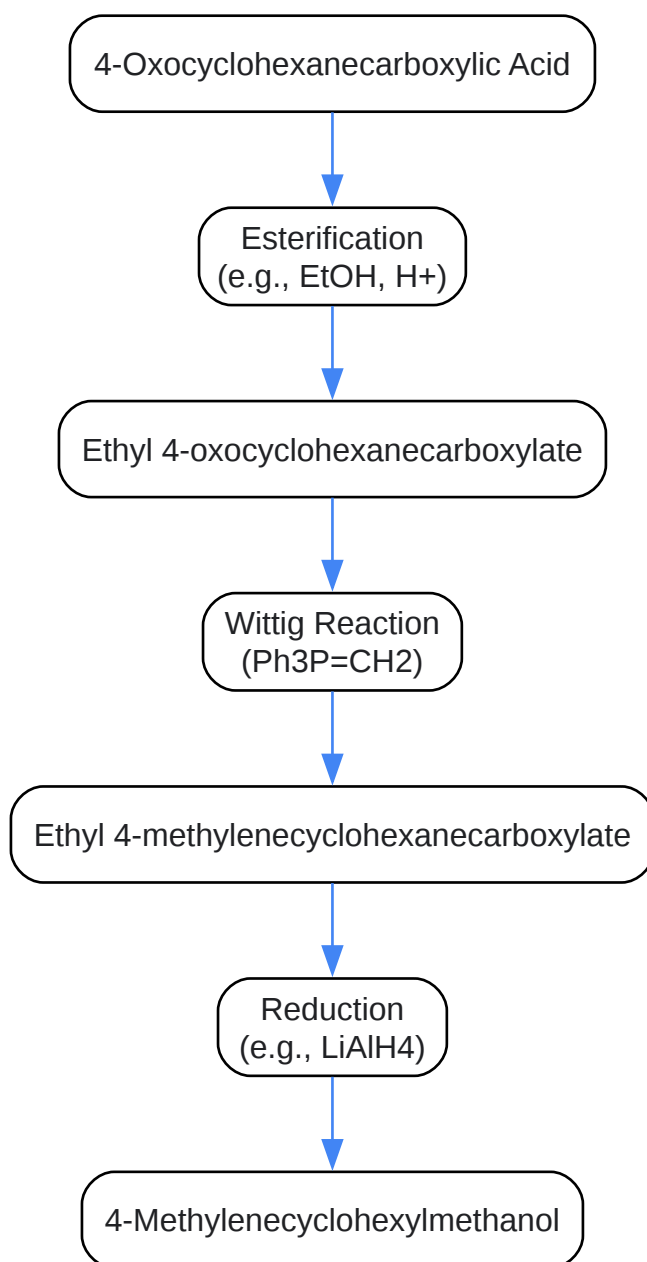 4-Oxocyclohexanecarboxylic Acid
Esterification
(e.g., EtOH, H+)
Ethyl 4-oxocyclohexanecarboxylate
Wittig Reaction
(Ph3P=CH2)
Ethyl 4-methylenecyclohexanecarboxylate
Reduction
(e.g., LiAlH4)
4-Methylenecyclohexylmethanol